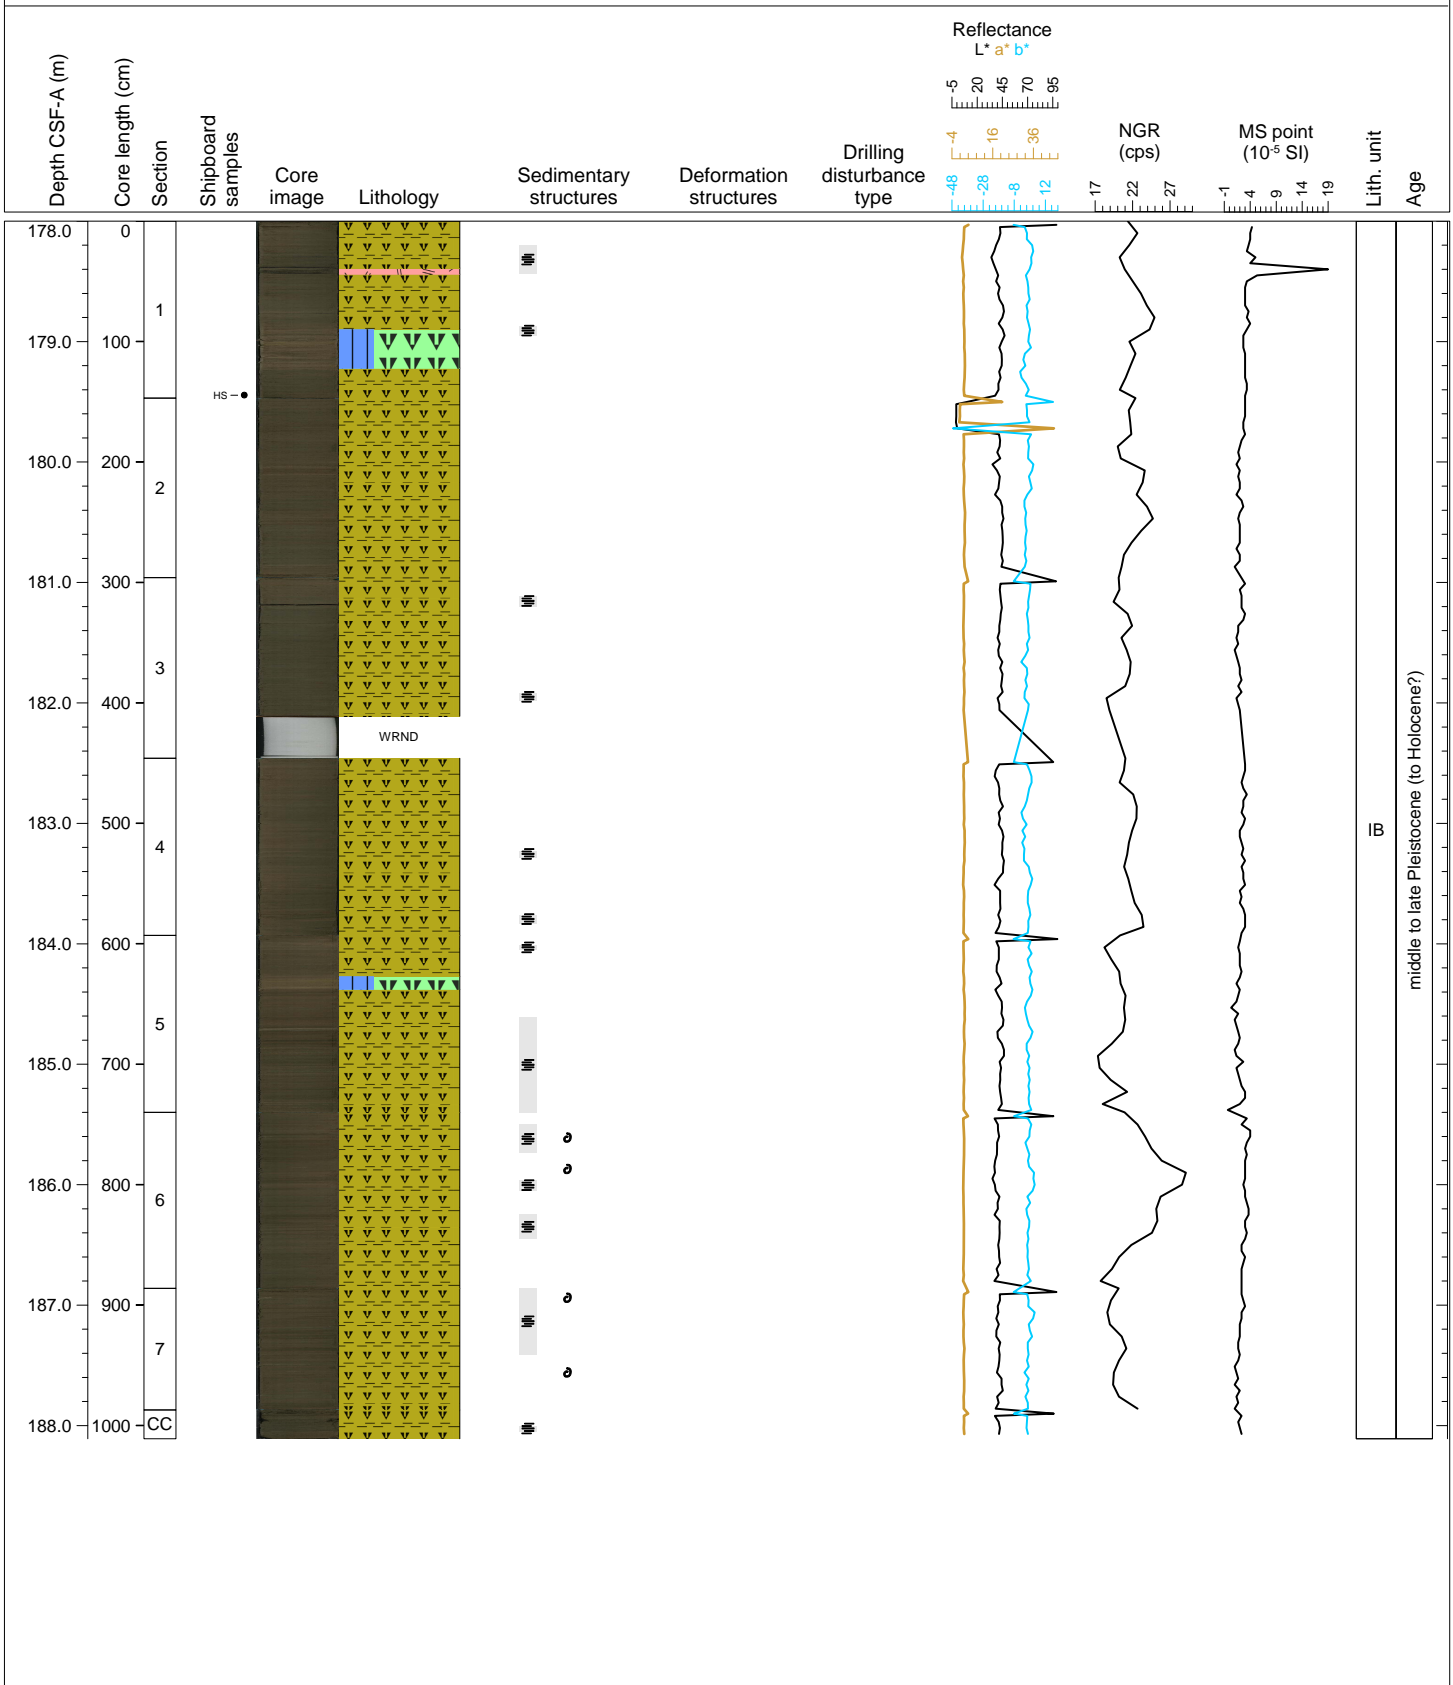 Depth CSF-A (m)
Core length (cm)
Section
Shipboard
samples
Core
image
Lithology
Sedimentary
structures
Deformation
structures
Drilling
disturbance
type
Reflectance
L* a* b*
-5 20 45 70 95
-4 16 36
-48 -28 -8 12
NGR
(cps)
17 22 27
MS point
(10-5 SI)
-1 4 9 14 19
Lith. unit
Age
178.0 0
1
179.0 100
HS
180.0 200
2
181.0 300
3
182.0 400
WRND
183.0 500
4
IB
middle to late Pleistocene (to Holocene?)
184.0 600
5
185.0 700
186.0 800
6
187.0 900
7
188.0 1000 CC